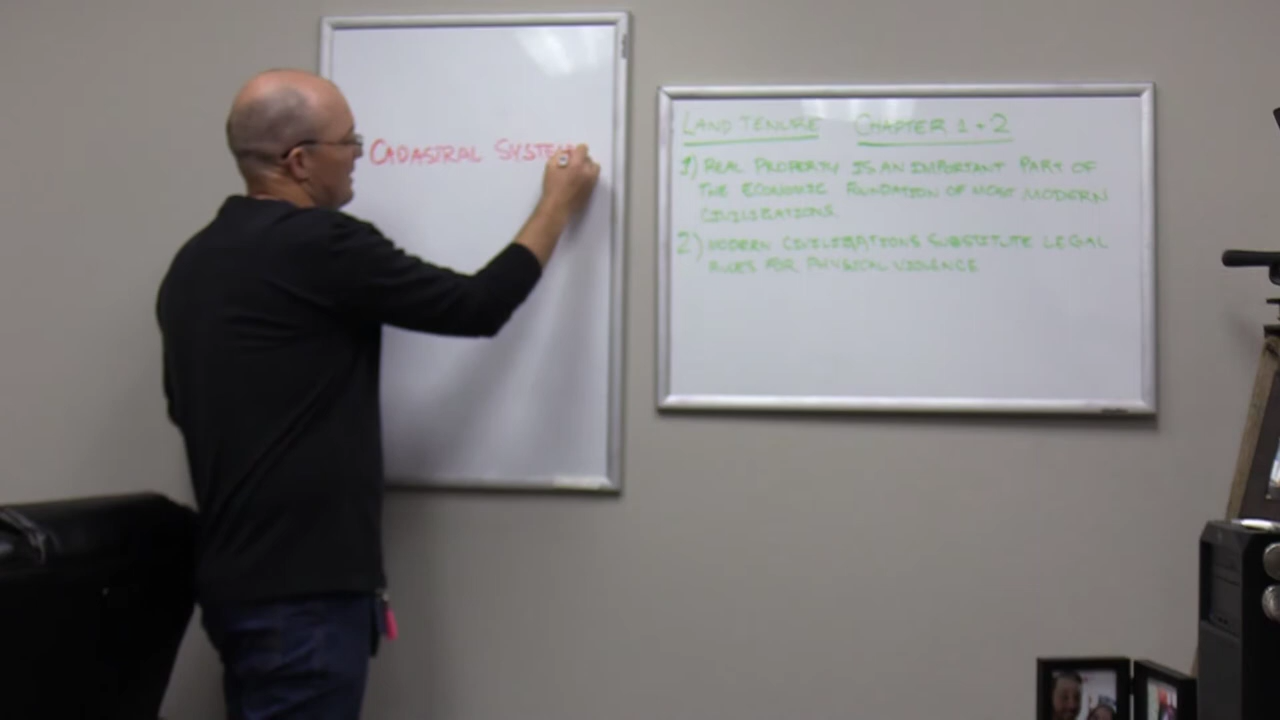 CADASTRAL SYSTEM
LAND TENURE CHAPTER 1 + 2
1) REAL PROPERTY IS AN IMPORTANT PART OF
THE ECONOMIC FOUNDATION OF MOST MODERN
CIVILIZATIONS.
2) MODERN CIVILIZATIONS SUBSTITUTE LEGAL
RULES FOR PHYSICAL VIOLENCE